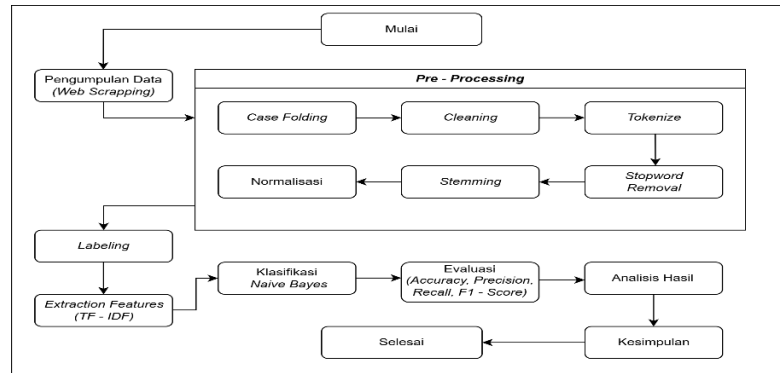 Mulai
Pengumpulan Data
(Web Scrapping)
Pre - Processing
Case Folding
Cleaning
Tokenize
Stopword
Removal
Stemming
Normalisasi
Labeling
Extraction Features
(TF - IDF)
Klasifikasi
Naive Bayes
Evaluasi
(Accuracy, Precision,
Recall, F1 - Score)
Analisis Hasil
Kesimpulan
Selesai